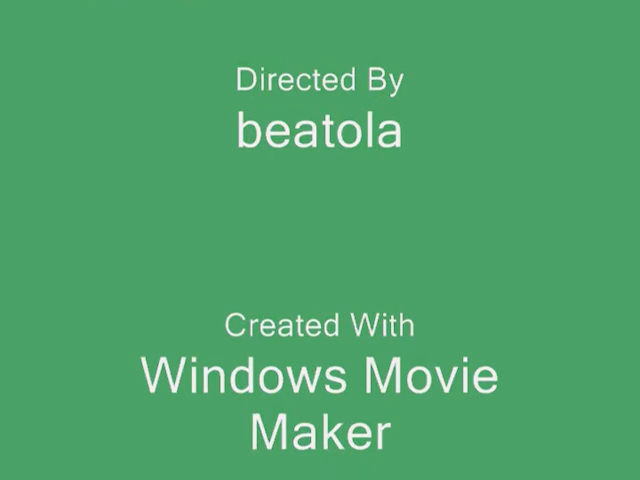 Directed By
beatola
Created With
Windows Movie
Maker